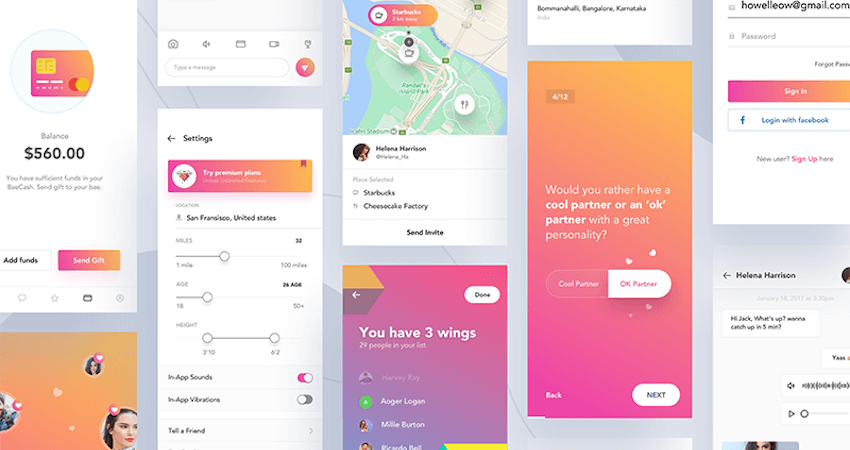 Balance
$560.00
You have sufficient funds in your
BaeCash. Send gift to your bae.
Add funds
Send Gift
Type a message
Settings
Try premium plans
LOCATION
San Fransisco, United states
MILES
32
1 mile
100 miles
AGE
26 AGE
18
50+
HEIGHT
3'10
6'2
In-App Sounds
In-App Vibrations
Tell a Friend
Starbucks
2 km away
Randall's
Island Park
Icahn Stadium
Helena Harrison
@Helena_Ha
Place Selected
Starbucks
Cheesecake Factory
Send Invite
Done
You have 3 wings
29 people in your list
Harvey Ray
Aoger Logan
Millie Burton
Ricardo Bell
Bommanahalli, Bangalore, Karnataka
India
4/12
Would you rather have a
cool partner or an 'ok'
partner with a great
personality?
Cool Partner
OK Partner
Back
NEXT
howelleow@gmail.com
Password
Forgot Passw
Sign In
Login with facebook
New user? Sign Up here
Helena Harrison
January 18, 2017 at 3:30pm
Hi Jack, What's up? wanna
catch up in 5 min?
Yaas